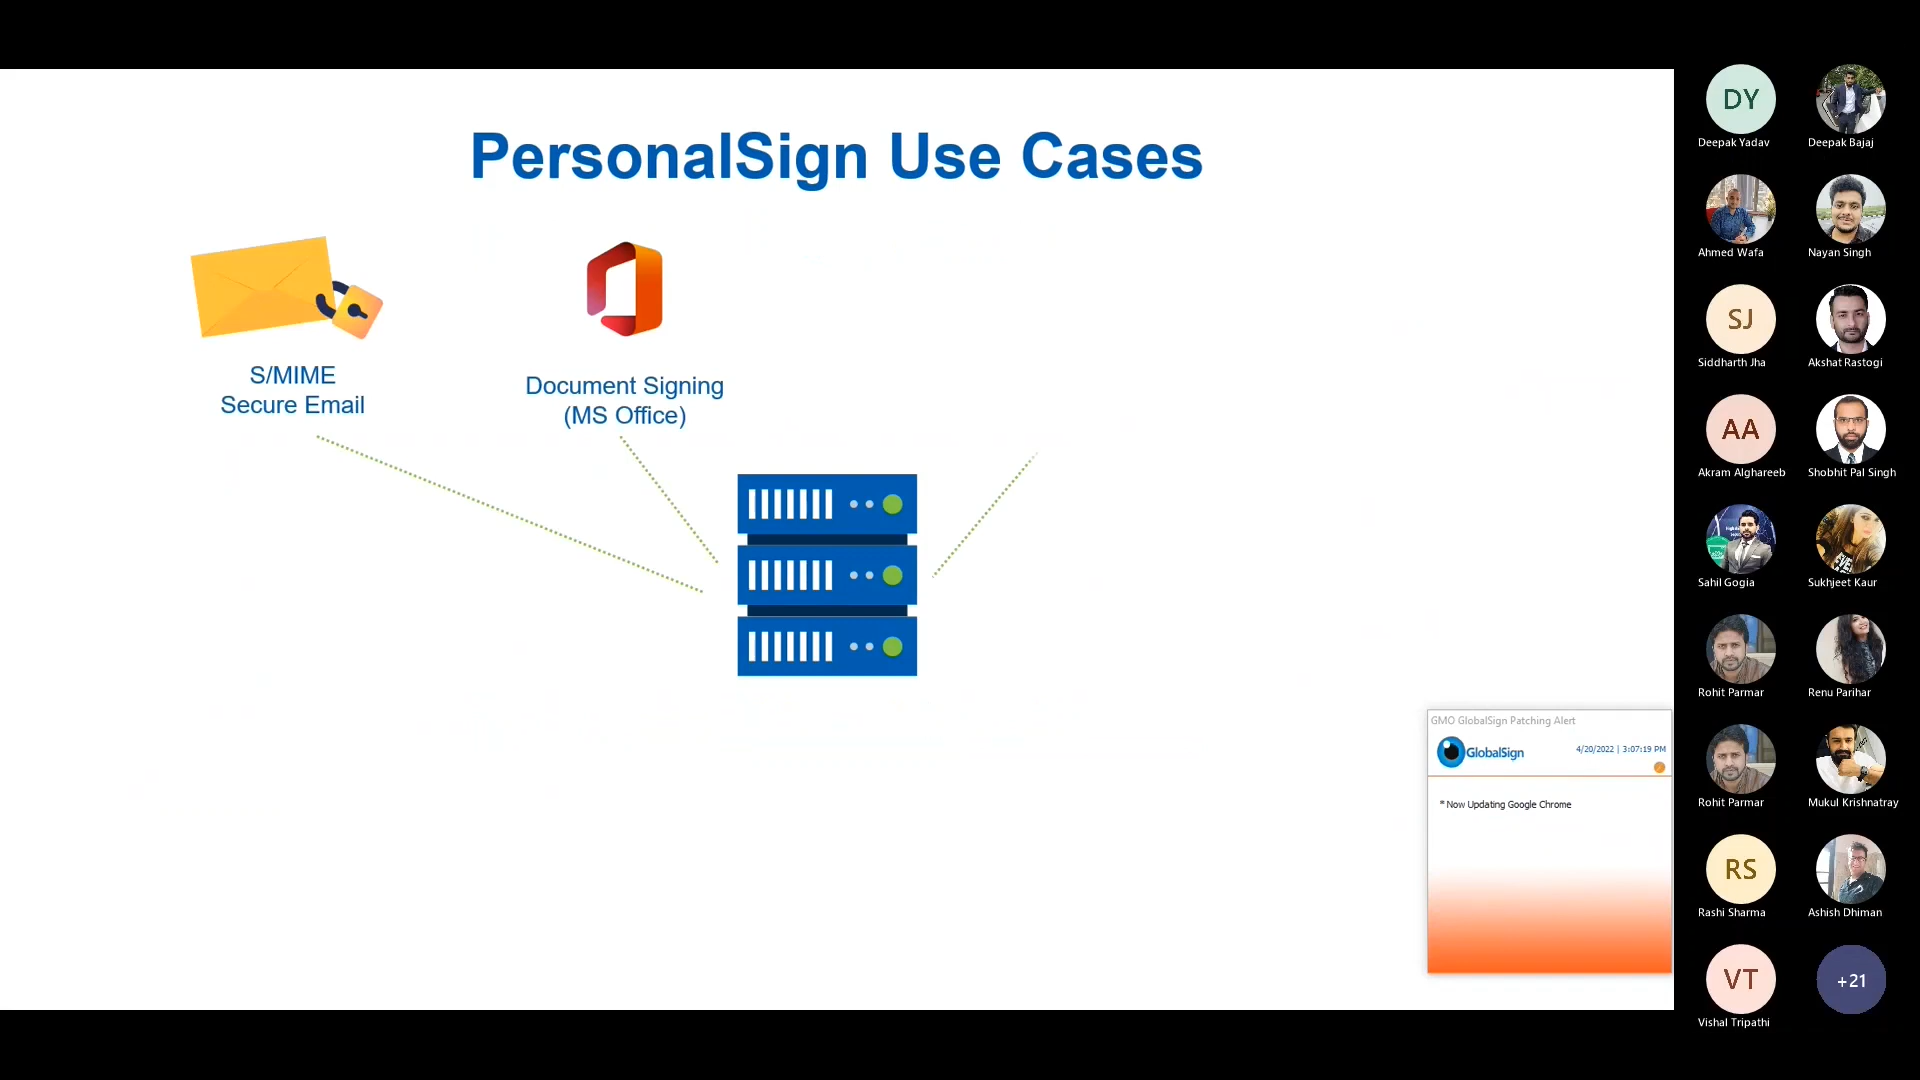 PersonalSign Use Cases
S/MIME
Secure Email
Document Signing
(MS Office)
GMO GlobalSign Patching Alert
GlobalSign
4/20/2022 | 3:07:19 PM
* Now Updating Google Chrome
DY
Deepak Yadav
Deepak Bajaj
Ahmed Wafa
Nayan Singh
SJ
Siddharth Jha
Akshat Rastogi
AA
Akram Alghareeb
Shobhit Pal Singh
Sahil Gogia
Sukhjeet Kaur
Rohit Parmar
Renu Parihar
Rohit Parmar
Mukul Krishnatray
RS
Rashi Sharma
Ashish Dhiman
VT
+21
Vishal Tripathi